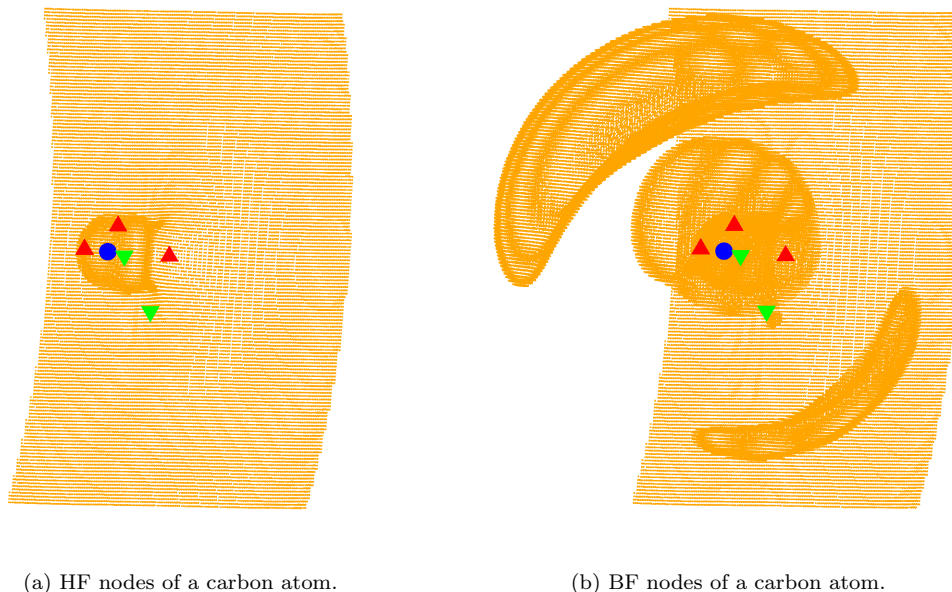 (a) HF nodes of a carbon atom.
(b) BF nodes of a carbon atom.